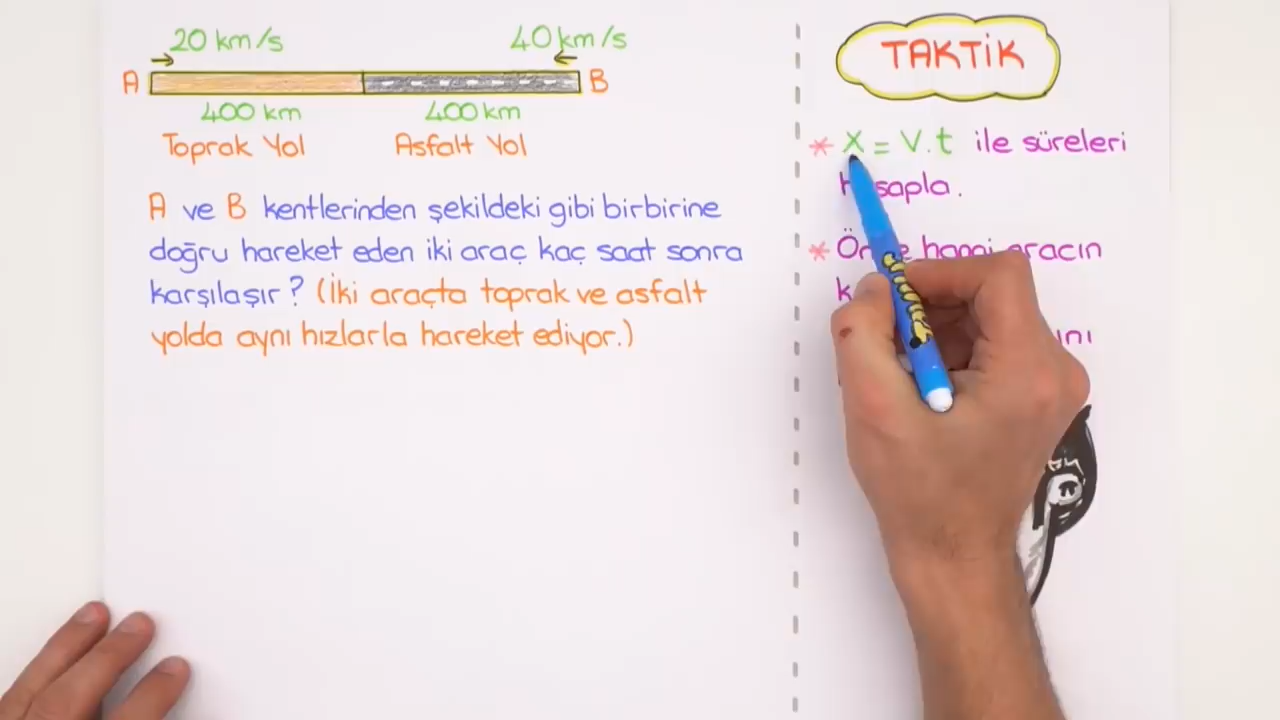 20 km/s 40 km/s
A B
400 km 400 km
Toprak Yol Asfalt Yol
A ve B kentlerinden şekildeki gibi birbirine
doğru hareket eden iki araç kaç saat sonra
karşılaşır? (İki araçta toprak ve asfalt
yolda aynı hızlarla hareket ediyor.)
TAKTİK
* X = V.t ile süreleri
* aracın